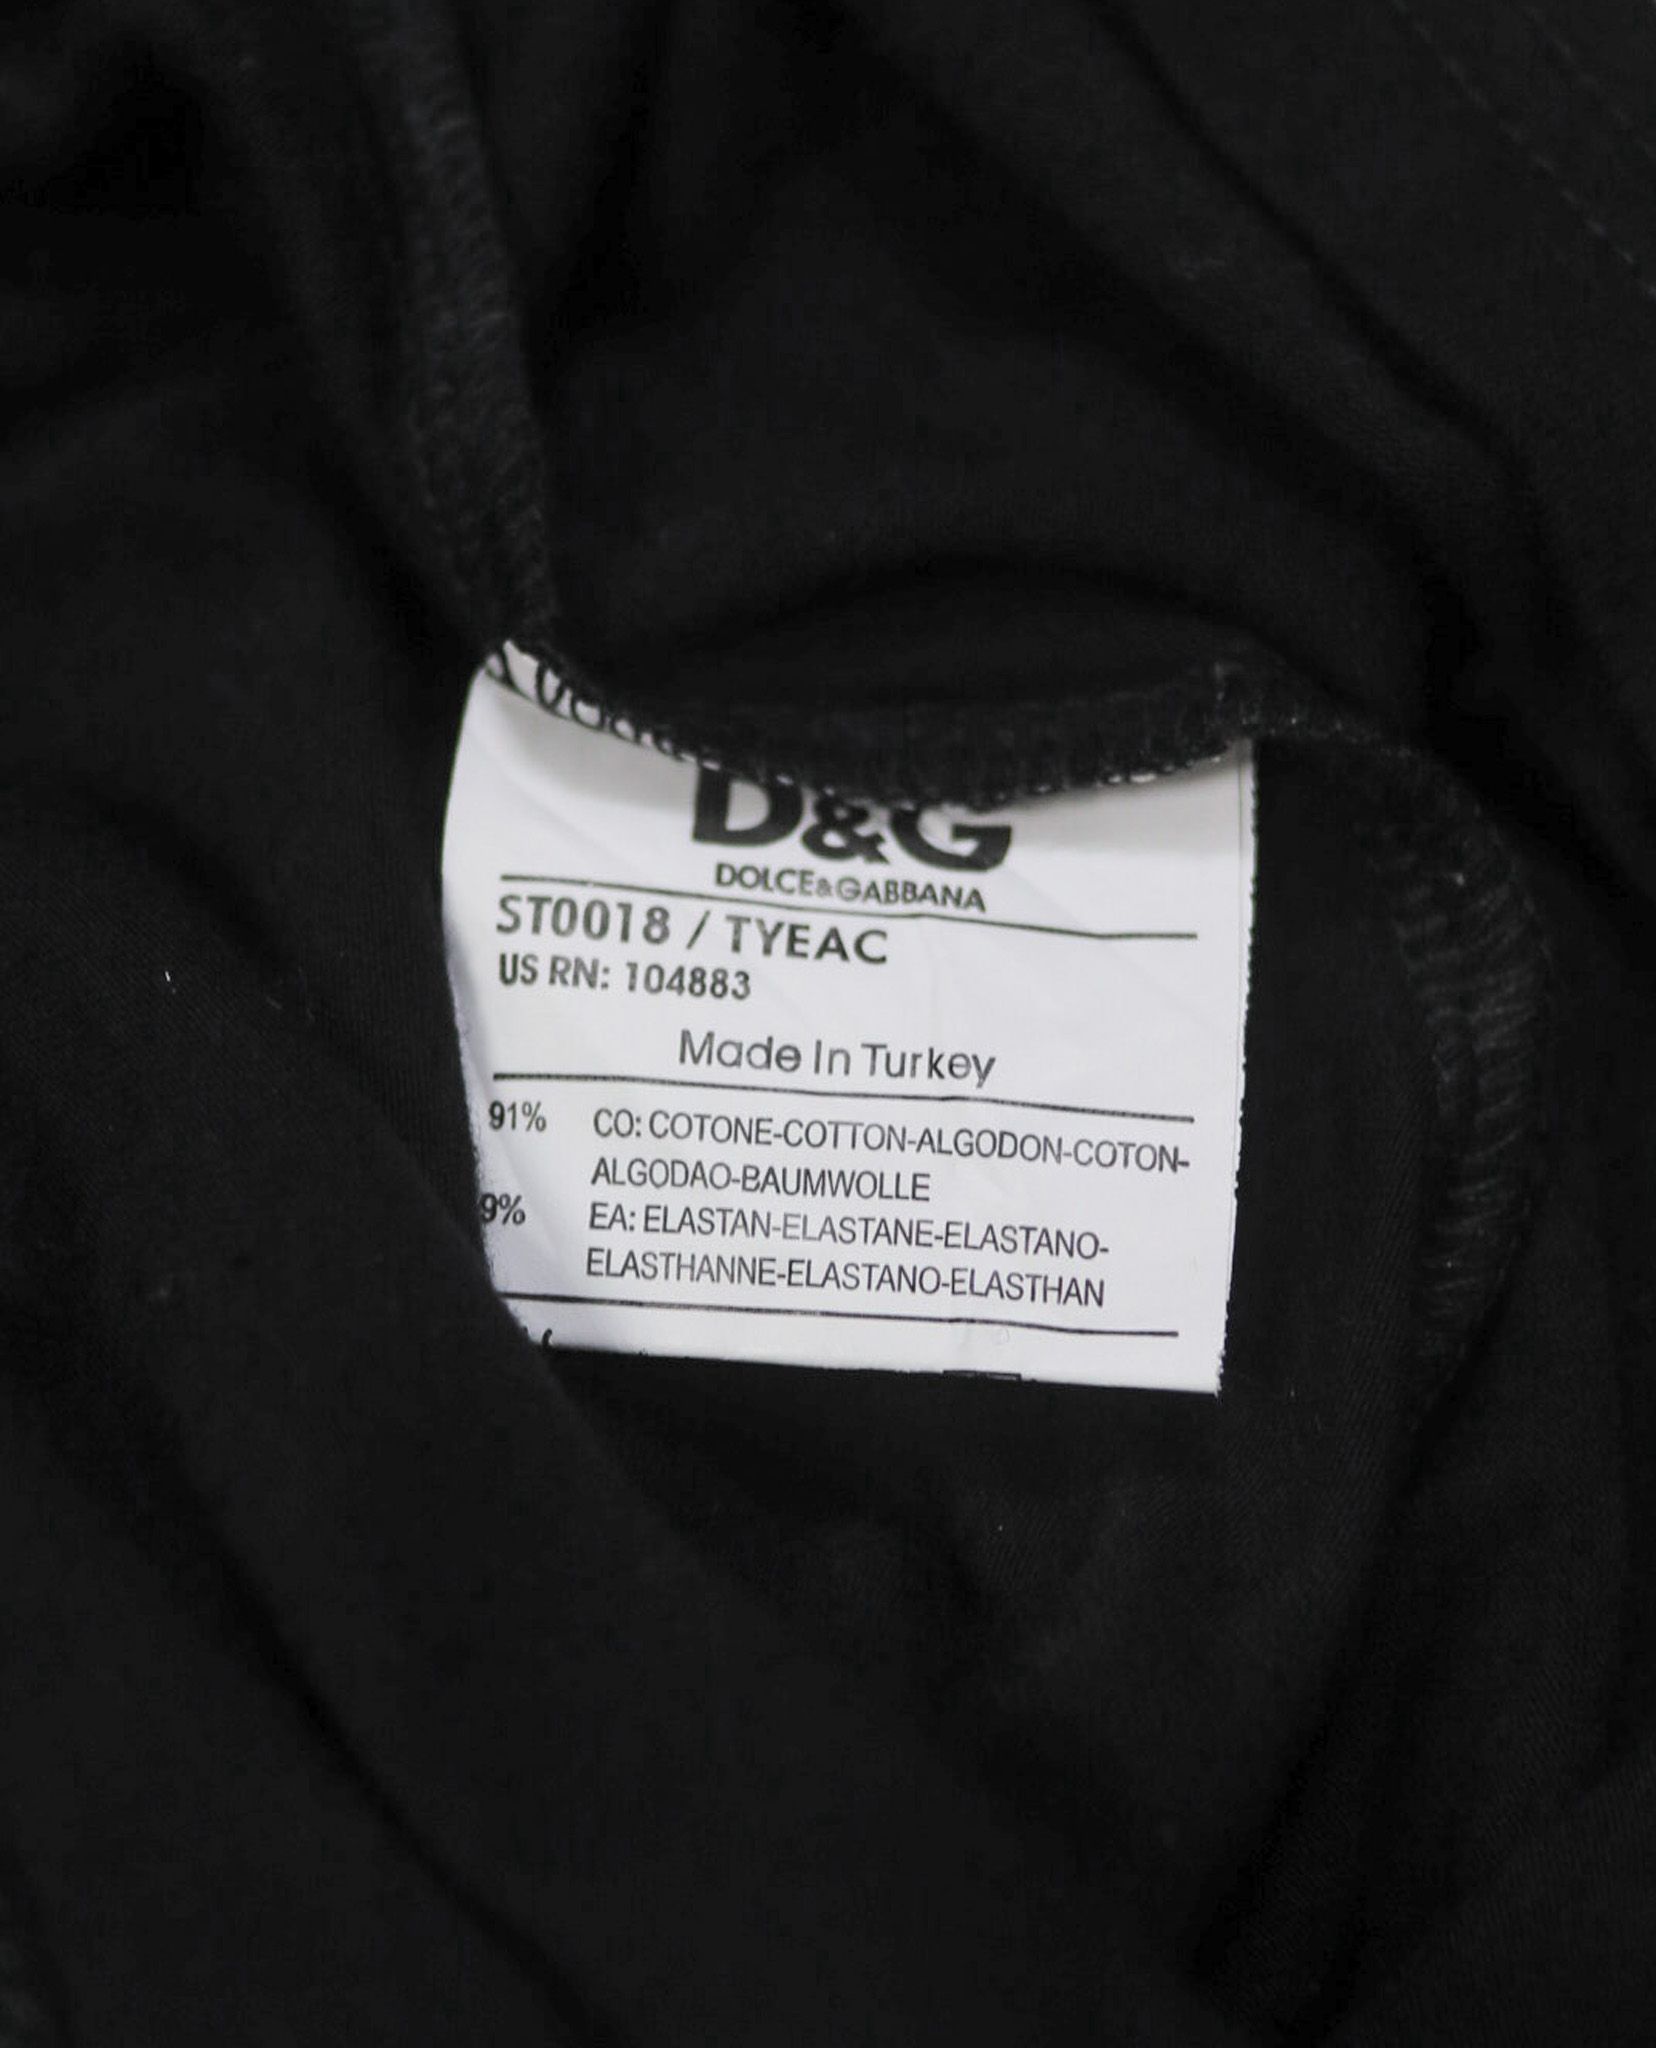 D&G
DOLCE&GABBANA
ST0018 / TYEAC
US RN: 104883
Made In Turkey
91% CO: COTONE-COTTON-ALGODON-COTON-
ALGODAO-BAUMWOLLE
9% EA: ELASTAN-ELASTANE-ELASTANO-
ELASTHANNE-ELASTANO-ELASTHAN